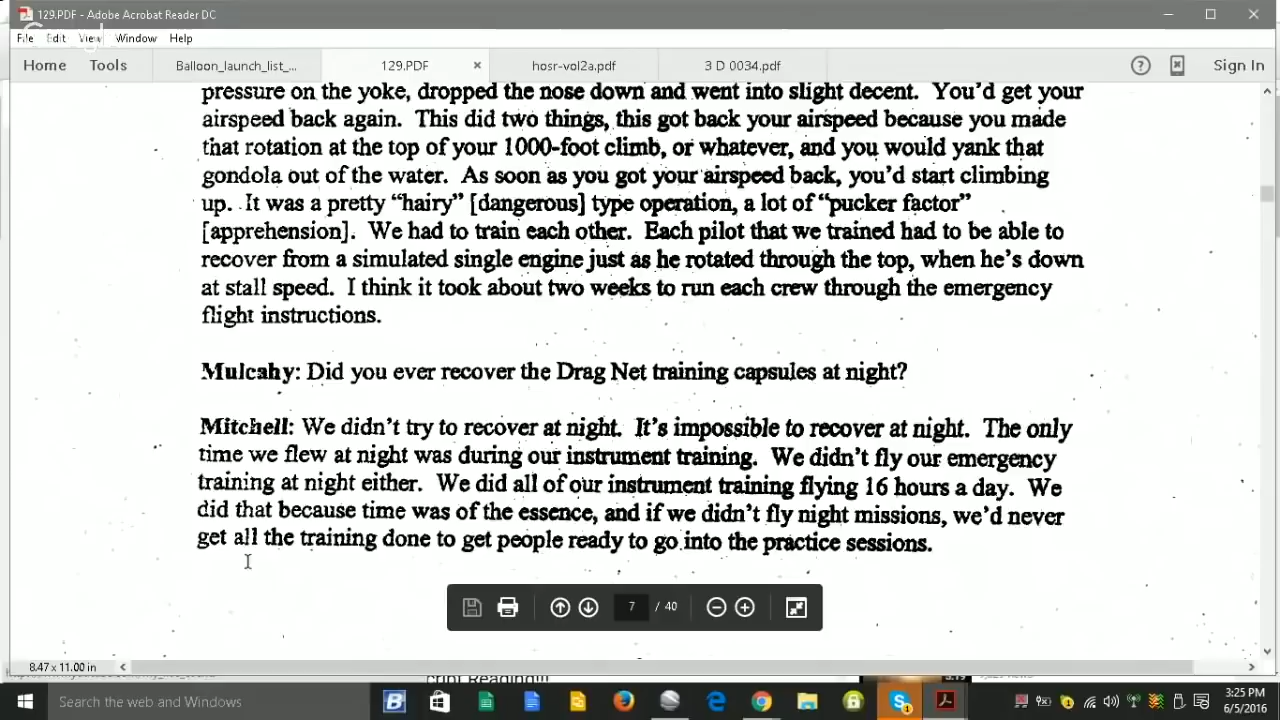 129.PDF - Adobe Acrobat Reader DC
Google
File Edit View Window Help
Home Tools Balloon_launch_list_... 129.PDF × hosr-vol2a.pdf 3 D 0034.pdf Sign In
pressure on the yoke, dropped the nose down and went into slight decent. You'd get your
airspeed back again. This did two things, this got back your airspeed because you made
that rotation at the top of your 1000-foot climb, or whatever, and you would yank that
gondola out of the water. As soon as you got your airspeed back, you'd start climbing
up. It was a pretty “hairy” [dangerous] type operation, a lot of “pucker factor”
[apprehension]. We had to train each other. Each pilot that we trained had to be able to
recover from a simulated single engine just as he rotated through the top, when he's down
at stall speed. I think it took about two weeks to run each crew through the emergency
flight instructions.
Mulcahy: Did you ever recover the Drag Net training capsules at night?
Mitchell: We didn't try to recover at night. It's impossible to recover at night. The only
time we flew at night was during our instrument training. We didn't fly our emergency
training at night either. We did all of our instrument training flying 16 hours a day. We
did that because time was of the essence, and if we didn't fly night missions, we'd never
get all the training done to get people ready to go into the practice sessions.
7 / 40
8.47 x 11.00 in
cript Reading!!!
Search the web and Windows
3:25 PM
6/5/2016